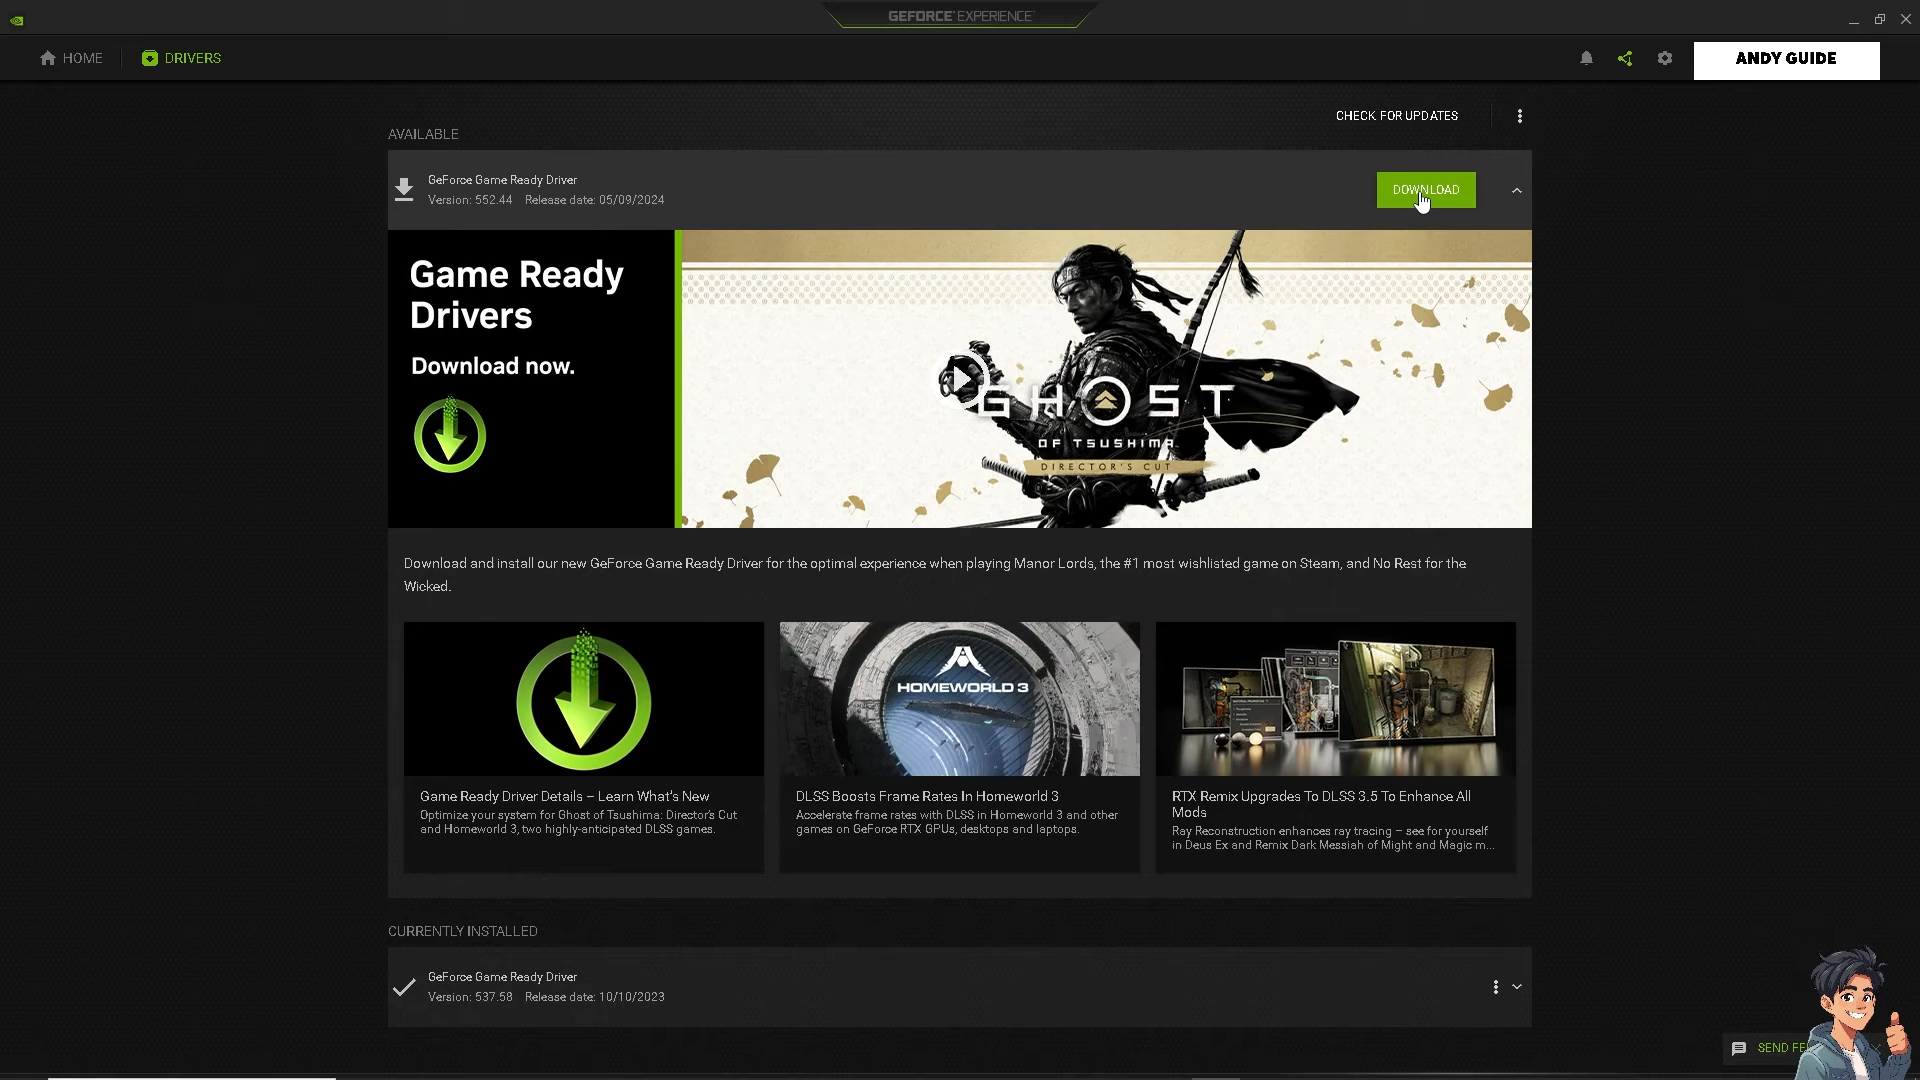 GEFORCE EXPERIENCE
HOME
DRIVERS
ANDY GUIDE
CHECK FOR UPDATES
AVAILABLE
GeForce Game Ready Driver
Version: 552.44 Release date: 05/09/2024
DOWNLOAD
Game Ready
Drivers
Download now.
GHOST
OF TSUSHIMA
DIRECTOR'S CUT
Download and install our new GeForce Game Ready Driver for the optimal experience when playing Manor Lords, the #1 most wishlisted game on Steam, and No Rest for the
Wicked.
HOMEWORLD 3
Game Ready Driver Details – Learn What's New
Optimize your system for Ghost of Tsushima: Director's Cut
and Homeworld 3, two highly-anticipated DLSS games.
DLSS Boosts Frame Rates In Homeworld 3
Accelerate frame rates with DLSS in Homeworld 3 and other
games on GeForce RTX GPUs, desktops and laptops.
RTX Remix Upgrades To DLSS 3.5 To Enhance All
Mods
Ray Reconstruction enhances ray tracing – see for yourself
in Deus Ex and Remix Dark Messiah of Might and Magic m...
CURRENTLY INSTALLED
GeForce Game Ready Driver
Version: 537.58 Release date: 10/10/2023
SEND